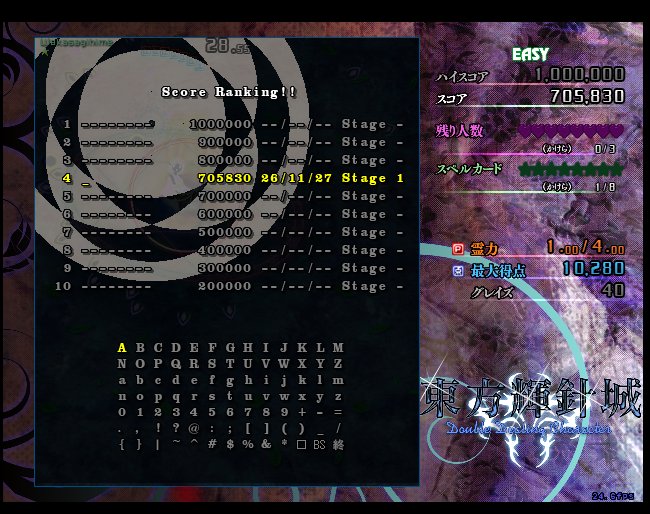 Wakasagihime
28.55
Score Ranking!!
1 -------- 1000000 --/--/-- Stage -
2 -------- 900000 --/--/-- Stage -
3 -------- 800000 --/--/-- Stage -
4 _ 705830 26/11/27 Stage 1
5 -------- 700000 --/--/-- Stage -
6 -------- 600000 --/--/-- Stage -
7 -------- 500000 --/--/-- Stage -
8 -------- 400000 --/--/-- Stage -
9 -------- 300000 --/--/-- Stage -
10 -------- 200000 --/--/-- Stage -
A B C D E F G H I J K L M
N O P Q R S T U V W X Y Z
a b c d e f g h i j k l m
n o p q r s t u v w x y z
0 1 2 3 4 5 6 7 8 9 + - =
. , ! ? @ : ; [ ] ( ) _ /
{ } | ~ ^ # $ % & * □ BS 終
EASY
ハイスコア 1,000,000
スコア 705,830
残り人数
(かけら) 0/3
スペルカード
(かけら) 1/8
P 霊力 1.00/4.00
点 最大得点 10,280
グレイズ 40
東方輝針城
Double Dealing Character
24.6fps